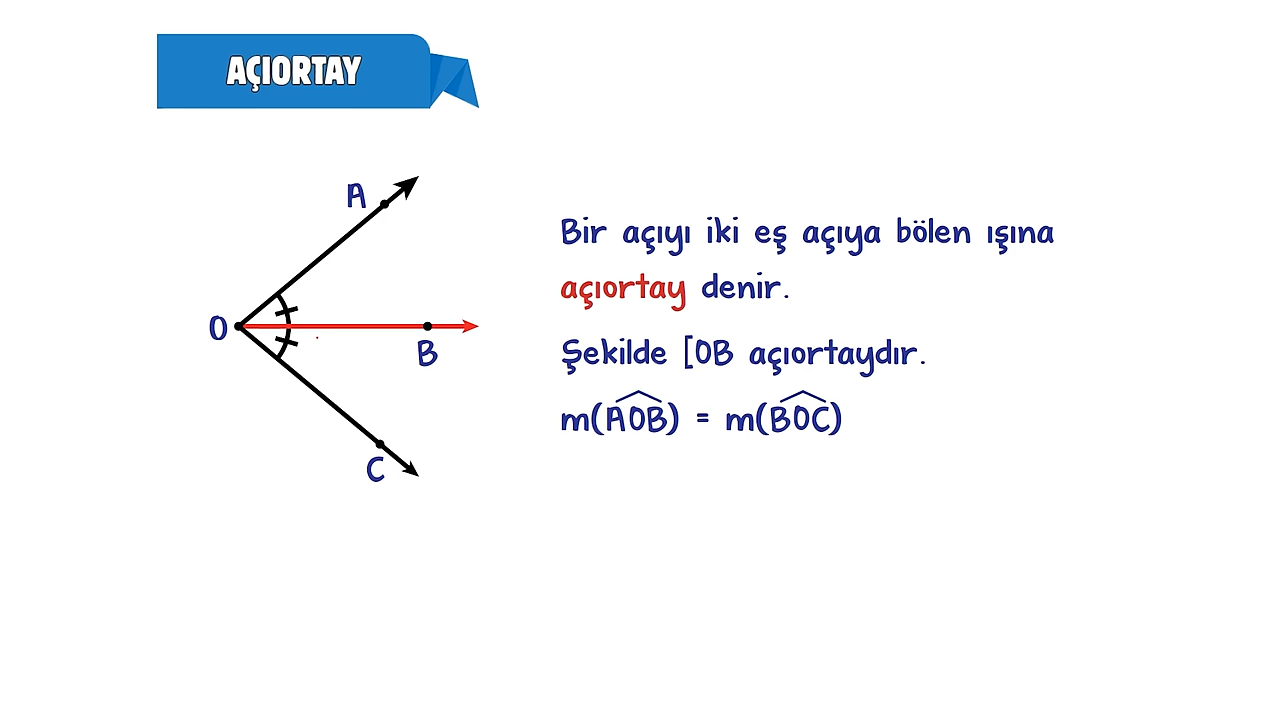 AÇIORTAY
A
O
B
C
Bir açıyı iki eş açıya bölen ışına
açıortay denir.
Şekilde [OB açıortaydır.
m(AOB) = m(BOC)